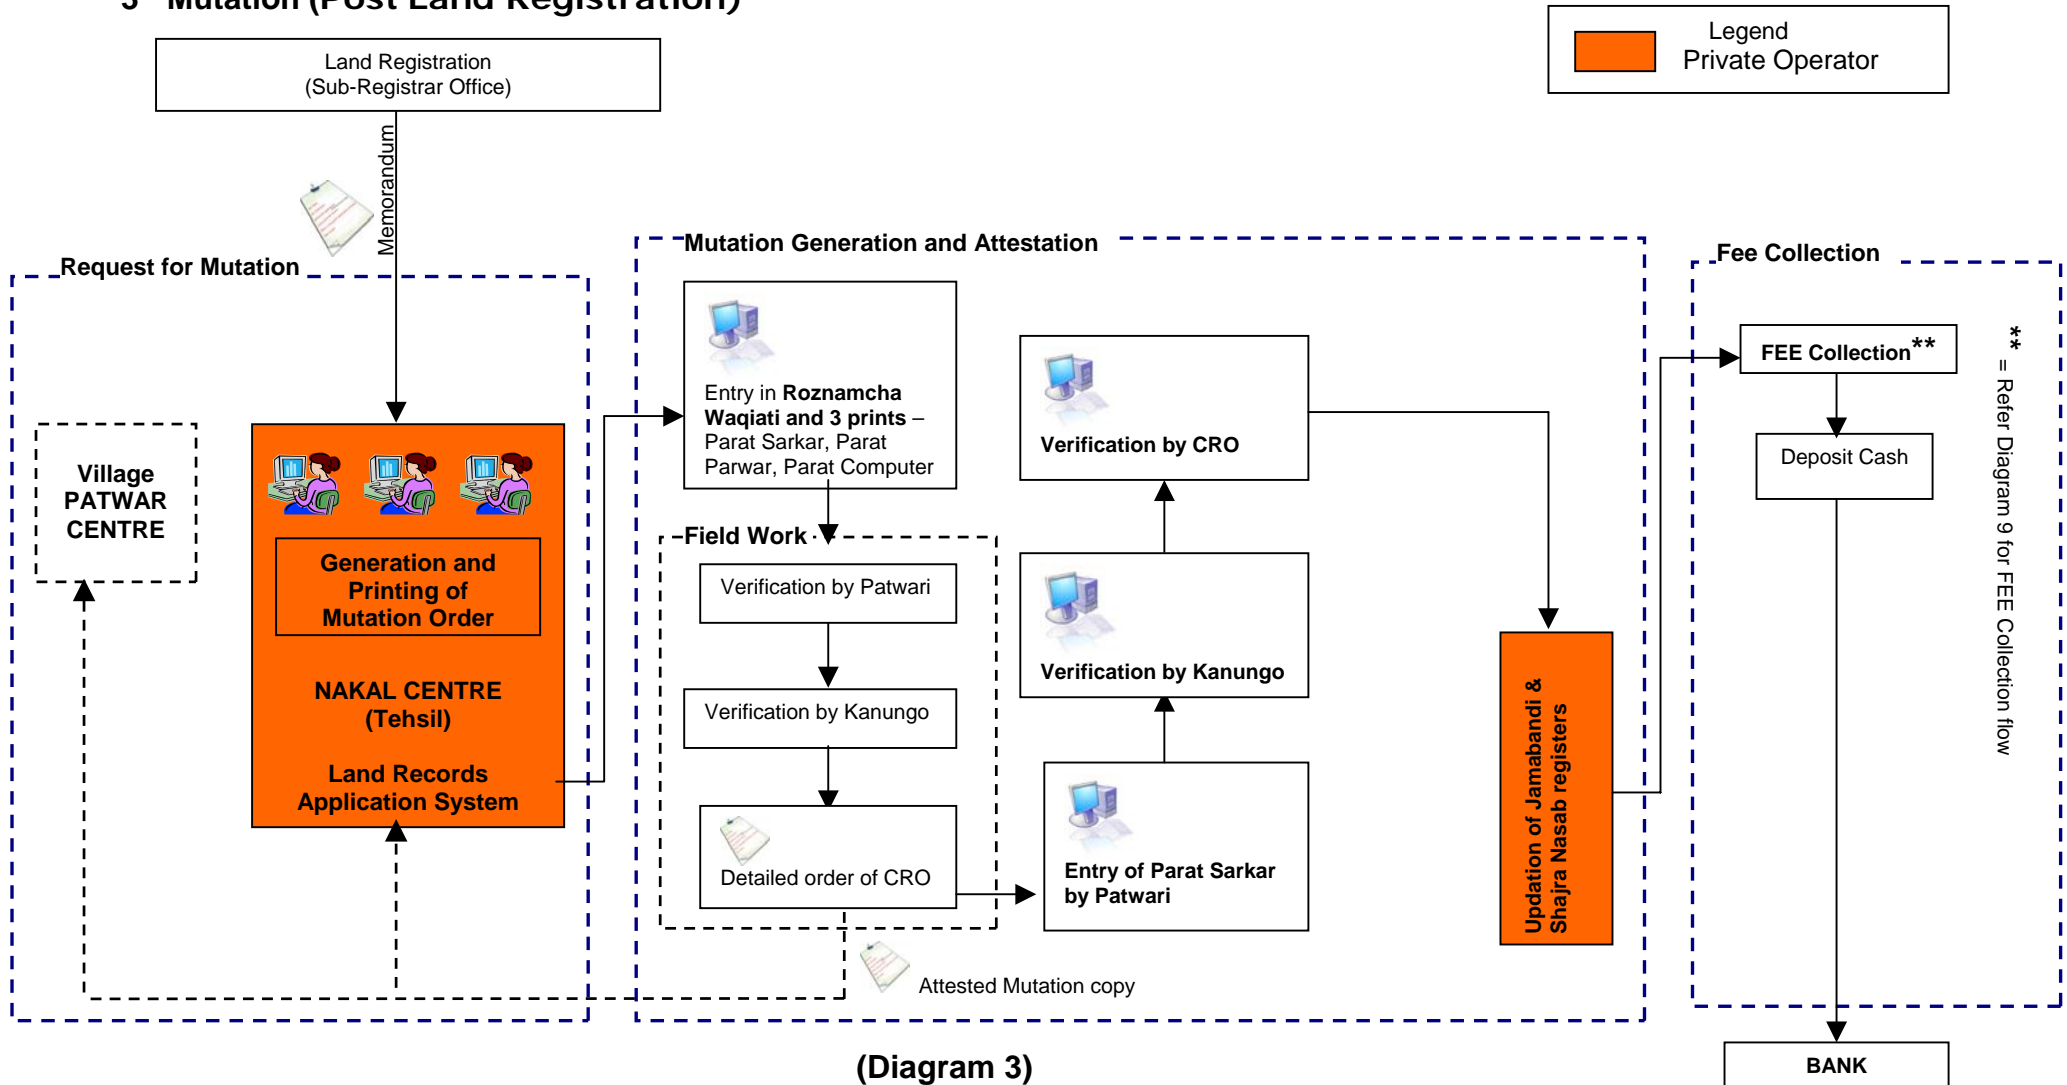 3 Mutation (Post Land Registration)
Legend
Private Operator
Land Registration
(Sub-Registrar Office)
Memorandum
Request for Mutation
Village
PATWAR
CENTRE
Generation and
Printing of
Mutation Order
NAKAL CENTRE
(Tehsil)
Land Records
Application System
Mutation Generation and Attestation
Entry in Roznamcha
Waqiati and 3 prints –
Parat Sarkar, Parat
Parwar, Parat Computer
Field Work
Verification by Patwari
Verification by Kanungo
Detailed order of CRO
Attested Mutation copy
Verification by CRO
Verification by Kanungo
Entry of Parat Sarkar
by Patwari
Updation of Jamabandi &
Shajra Nasab registers
Fee Collection
FEE Collection**
Deposit Cash
** = Refer Diagram 9 for FEE Collection flow
BANK
(Diagram 3)